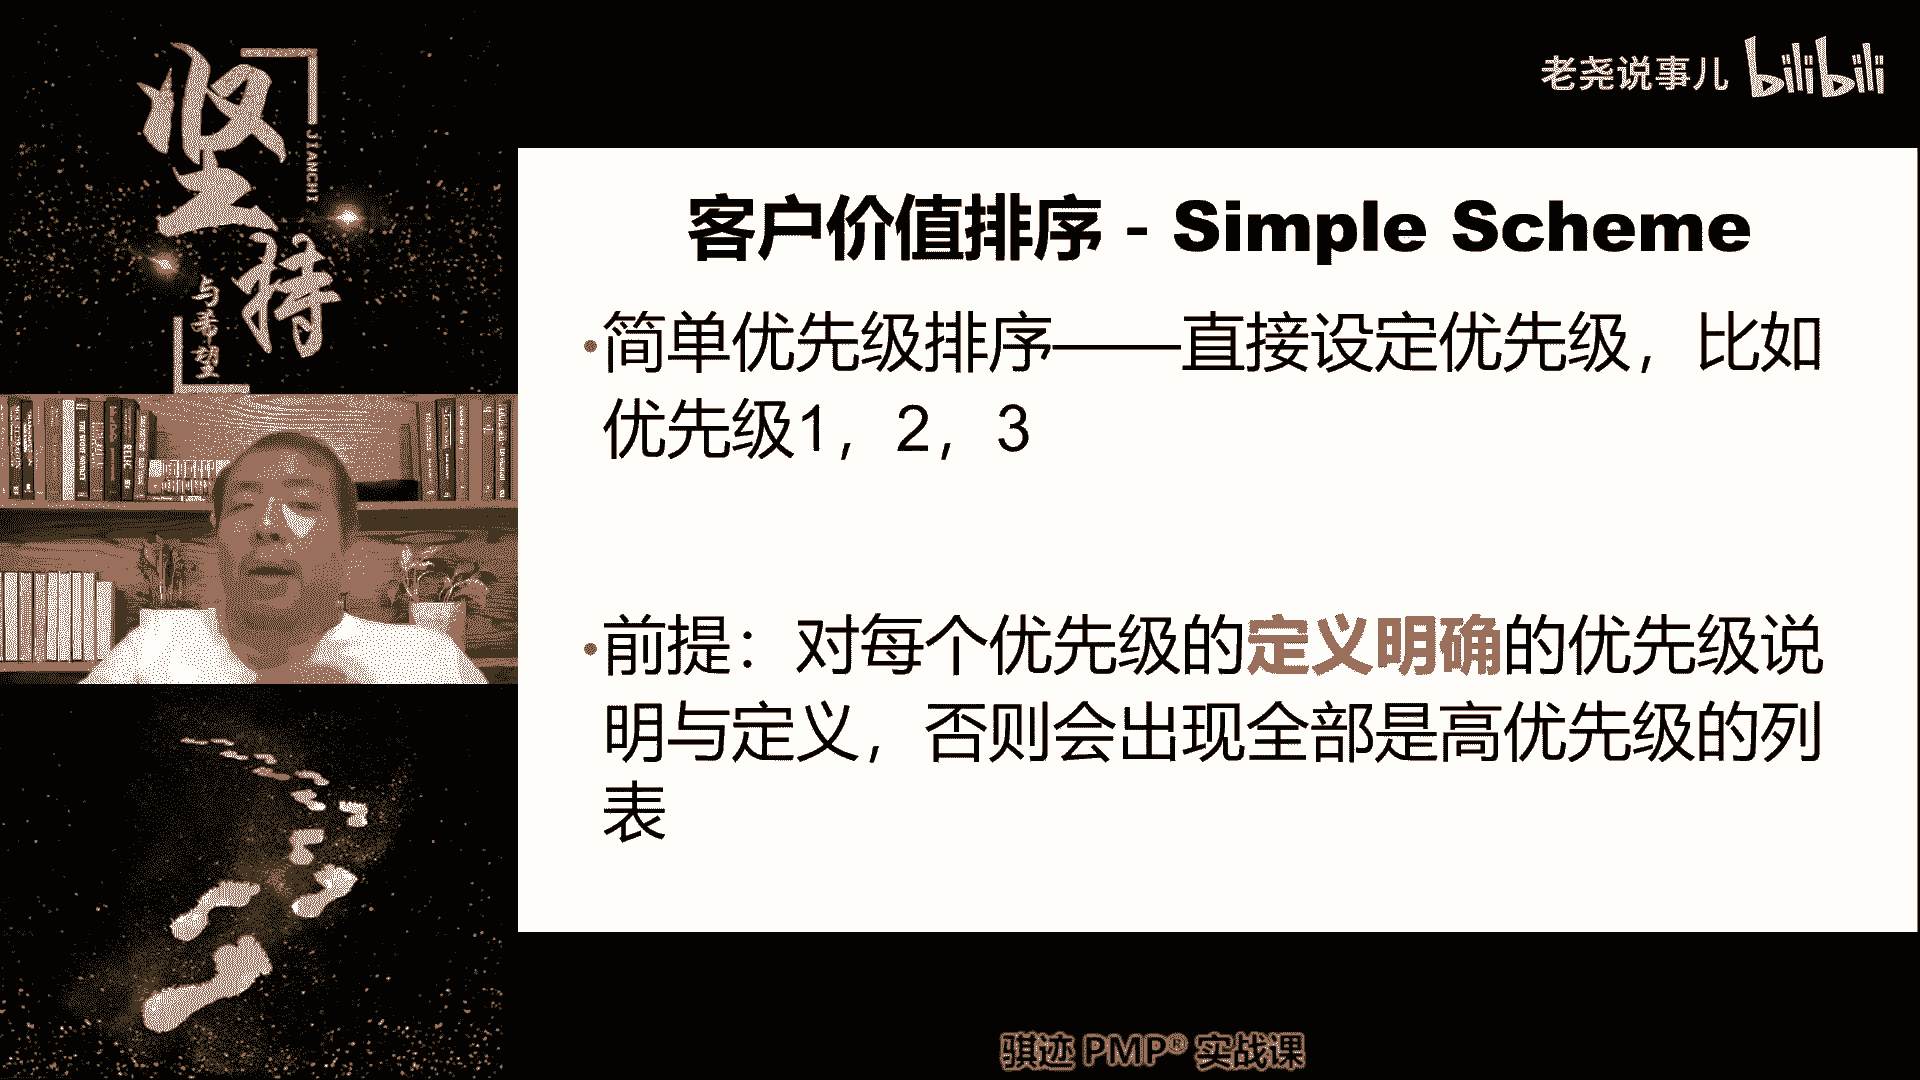 坚持
JIANCHI
与希望
老尧说事儿 bilibili
客户价值排序 - Simple Scheme
•简单优先级排序——直接设定优先级，比如
优先级1，2，3
•前提：对每个优先级的定义明确的优先级说
明与定义，否则会出现全部是高优先级的列
表
骐迹 PMP® 实战课